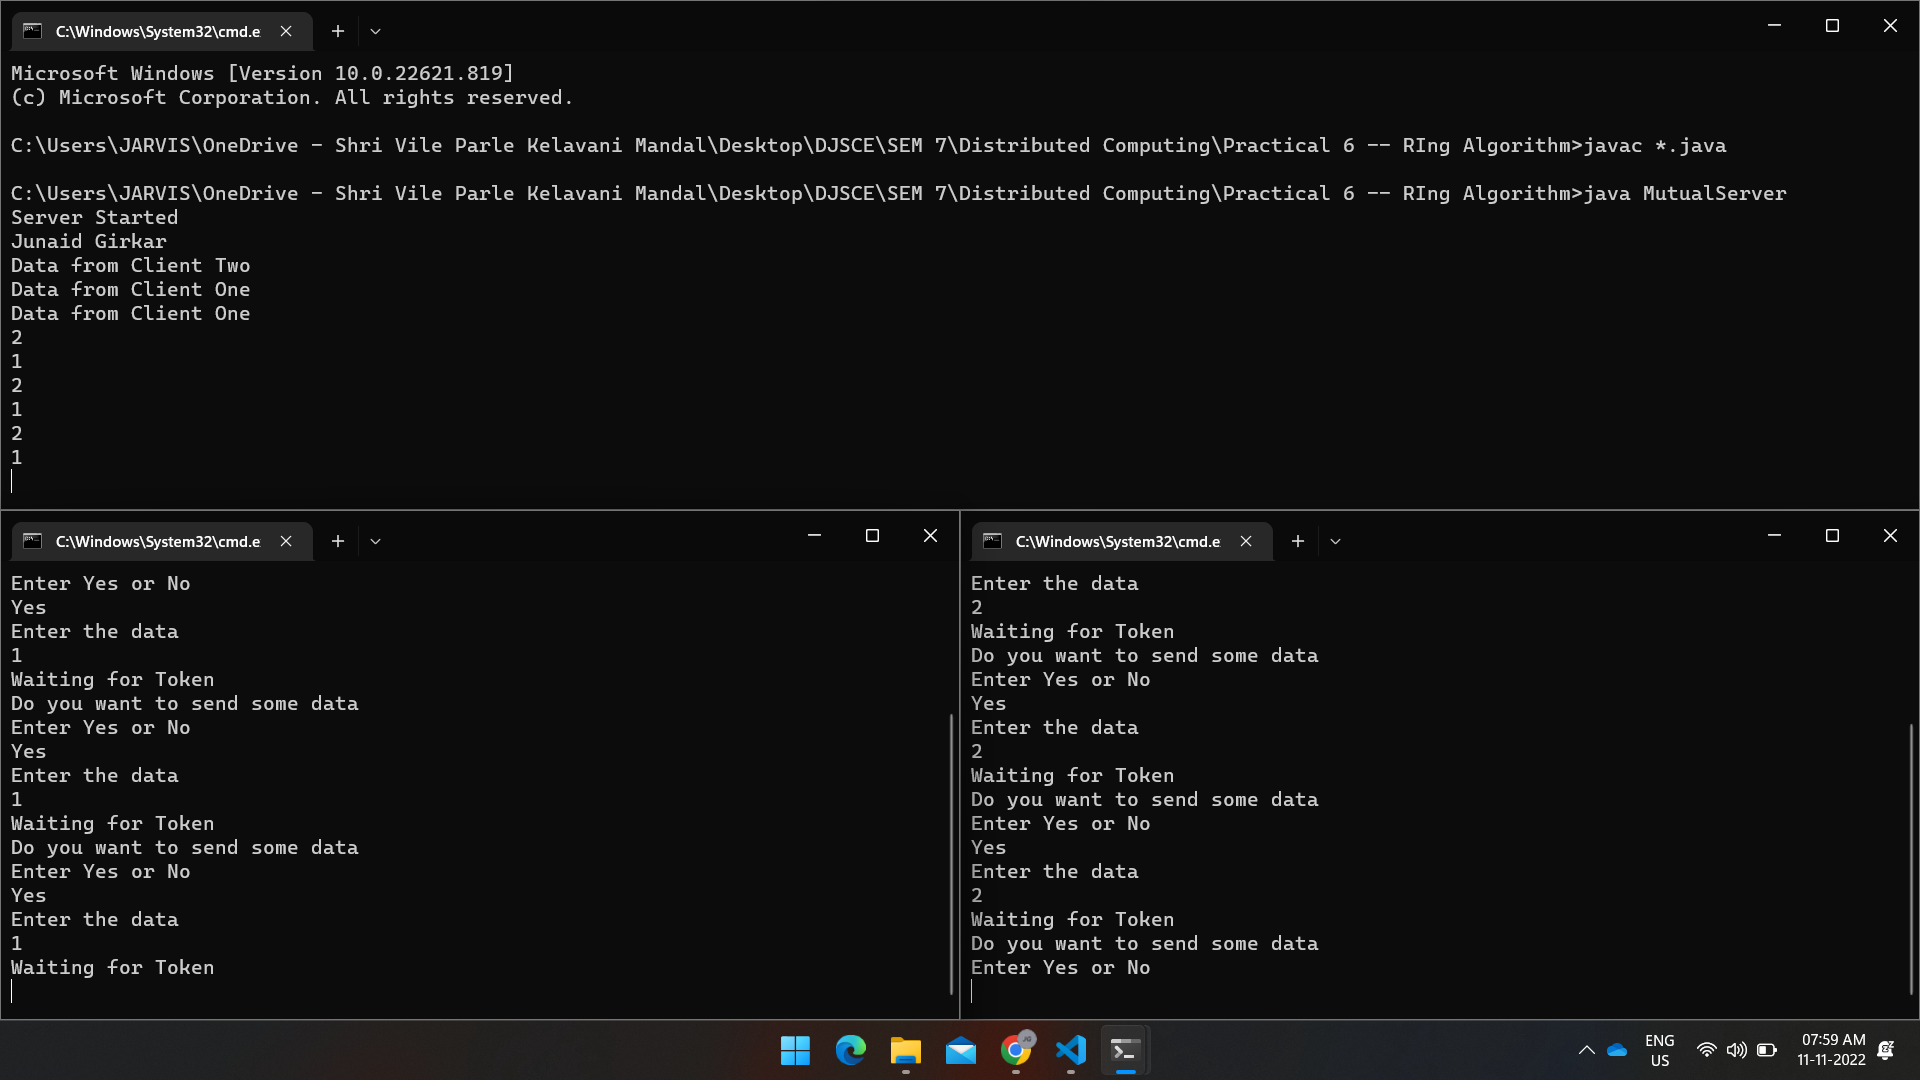 C:\Windows\System32\cmd.e
Microsoft Windows [Version 10.0.22621.819]
(c) Microsoft Corporation. All rights reserved.
C:\Users\JARVIS\OneDrive - Shri Vile Parle Kelavani Mandal\Desktop\DJSCE\SEM 7\Distributed Computing\Practical 6 -- RIng Algorithm>javac *.java
C:\Users\JARVIS\OneDrive - Shri Vile Parle Kelavani Mandal\Desktop\DJSCE\SEM 7\Distributed Computing\Practical 6 -- RIng Algorithm>java MutualServer
Server Started
Junaid Girkar
Data from Client Two
Data from Client One
Data from Client One
2
1
2
1
2
1
C:\Windows\System32\cmd.e
Enter Yes or No
Yes
Enter the data
1
Waiting for Token
Do you want to send some data
Enter Yes or No
Yes
Enter the data
1
Waiting for Token
Do you want to send some data
Enter Yes or No
Yes
Enter the data
1
Waiting for Token
C:\Windows\System32\cmd.e
Enter the data
2
Waiting for Token
Do you want to send some data
Enter Yes or No
Yes
Enter the data
2
Waiting for Token
Do you want to send some data
Enter Yes or No
Yes
Enter the data
2
Waiting for Token
Do you want to send some data
Enter Yes or No
JG
ENG
US
07:59 AM
11-11-2022